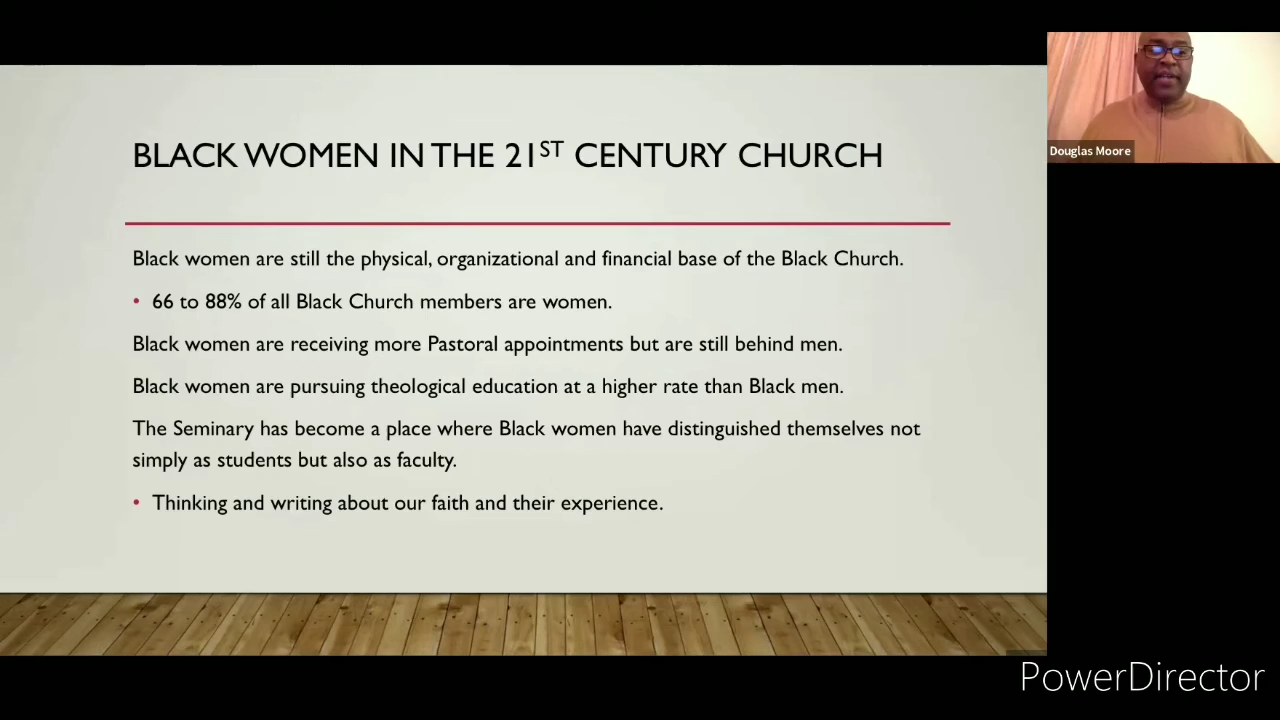 BLACK WOMEN IN THE 21ST CENTURY CHURCH
Black women are still the physical, organizational and financial base of the Black Church.
• 66 to 88% of all Black Church members are women.
Black women are receiving more Pastoral appointments but are still behind men.
Black women are pursuing theological education at a higher rate than Black men.
The Seminary has become a place where Black women have distinguished themselves not
simply as students but also as faculty.
• Thinking and writing about our faith and their experience.
Douglas Moore
PowerDirector